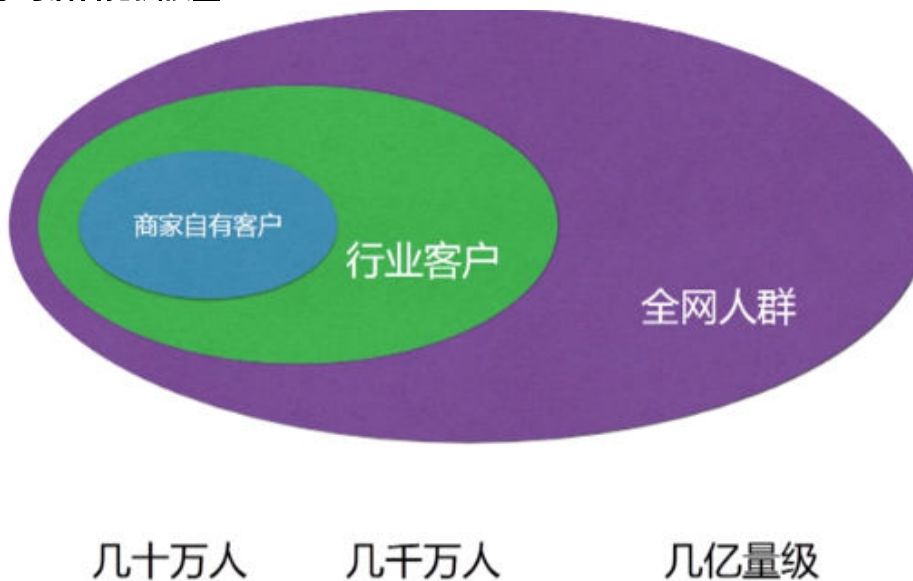 商家自有客户
行业客户
全网人群
几十万人
几千万人
几亿量级